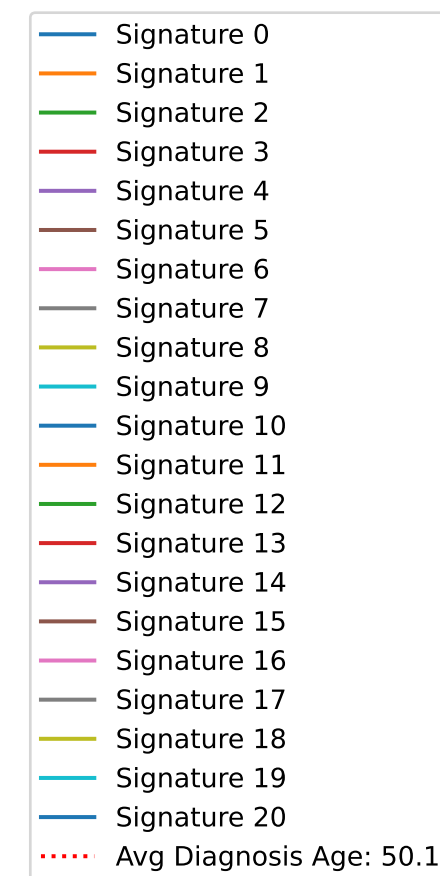 Signature 0
Signature 1
Signature 2
Signature 3
Signature 4
Signature 5
Signature 6
Signature 7
Signature 8
Signature 9
Signature 10
Signature 11
Signature 12
Signature 13
Signature 14
Signature 15
Signature 16
Signature 17
Signature 18
Signature 19
Signature 20
Avg Diagnosis Age: 50.1